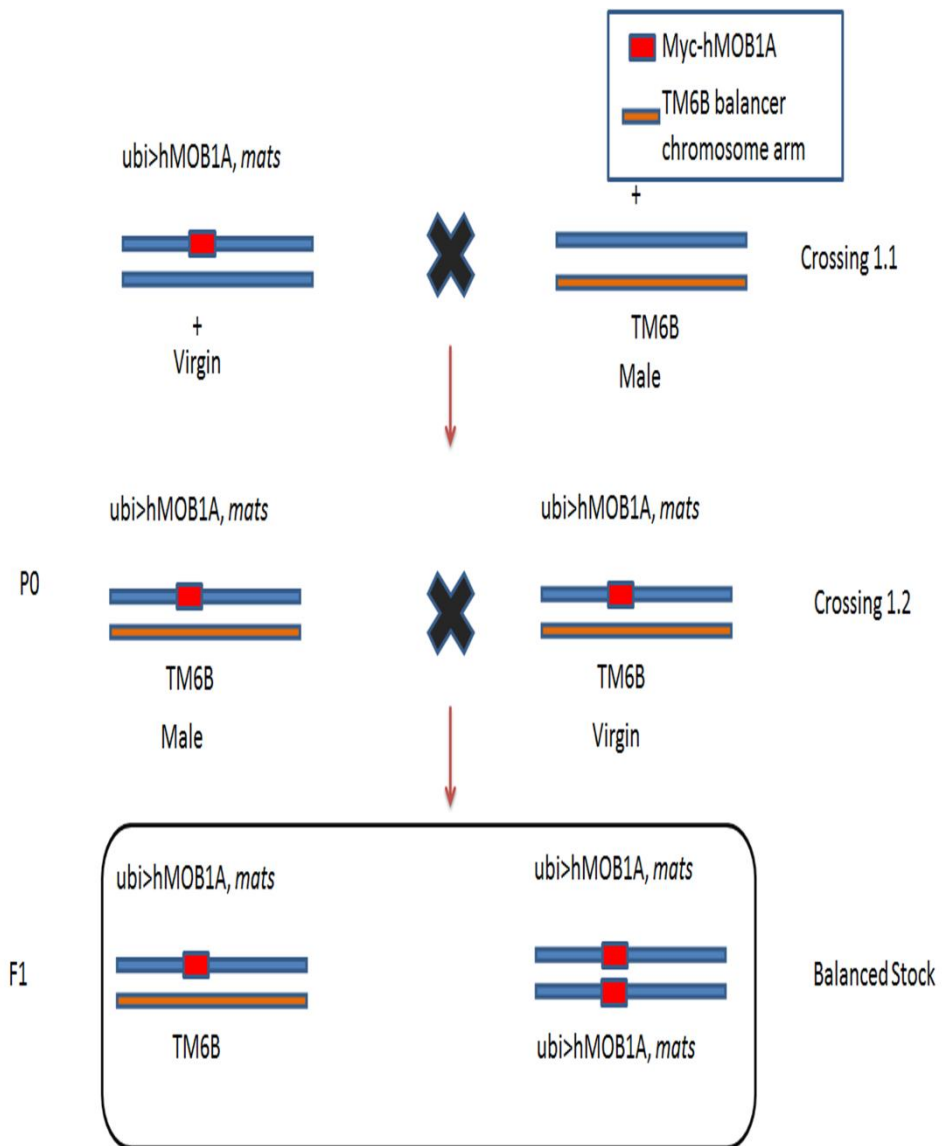 Myc-hMOB1A
TM6B balancer
chromosome arm
ubi>hMOB1A, mats
+
+
Virgin
TM6B
Male
Crossing 1.1
P0
ubi>hMOB1A, mats
TM6B
Male
ubi>hMOB1A, mats
TM6B
Virgin
Crossing 1.2
F1
ubi>hMOB1A, mats
TM6B
ubi>hMOB1A, mats
ubi>hMOB1A, mats
Balanced Stock